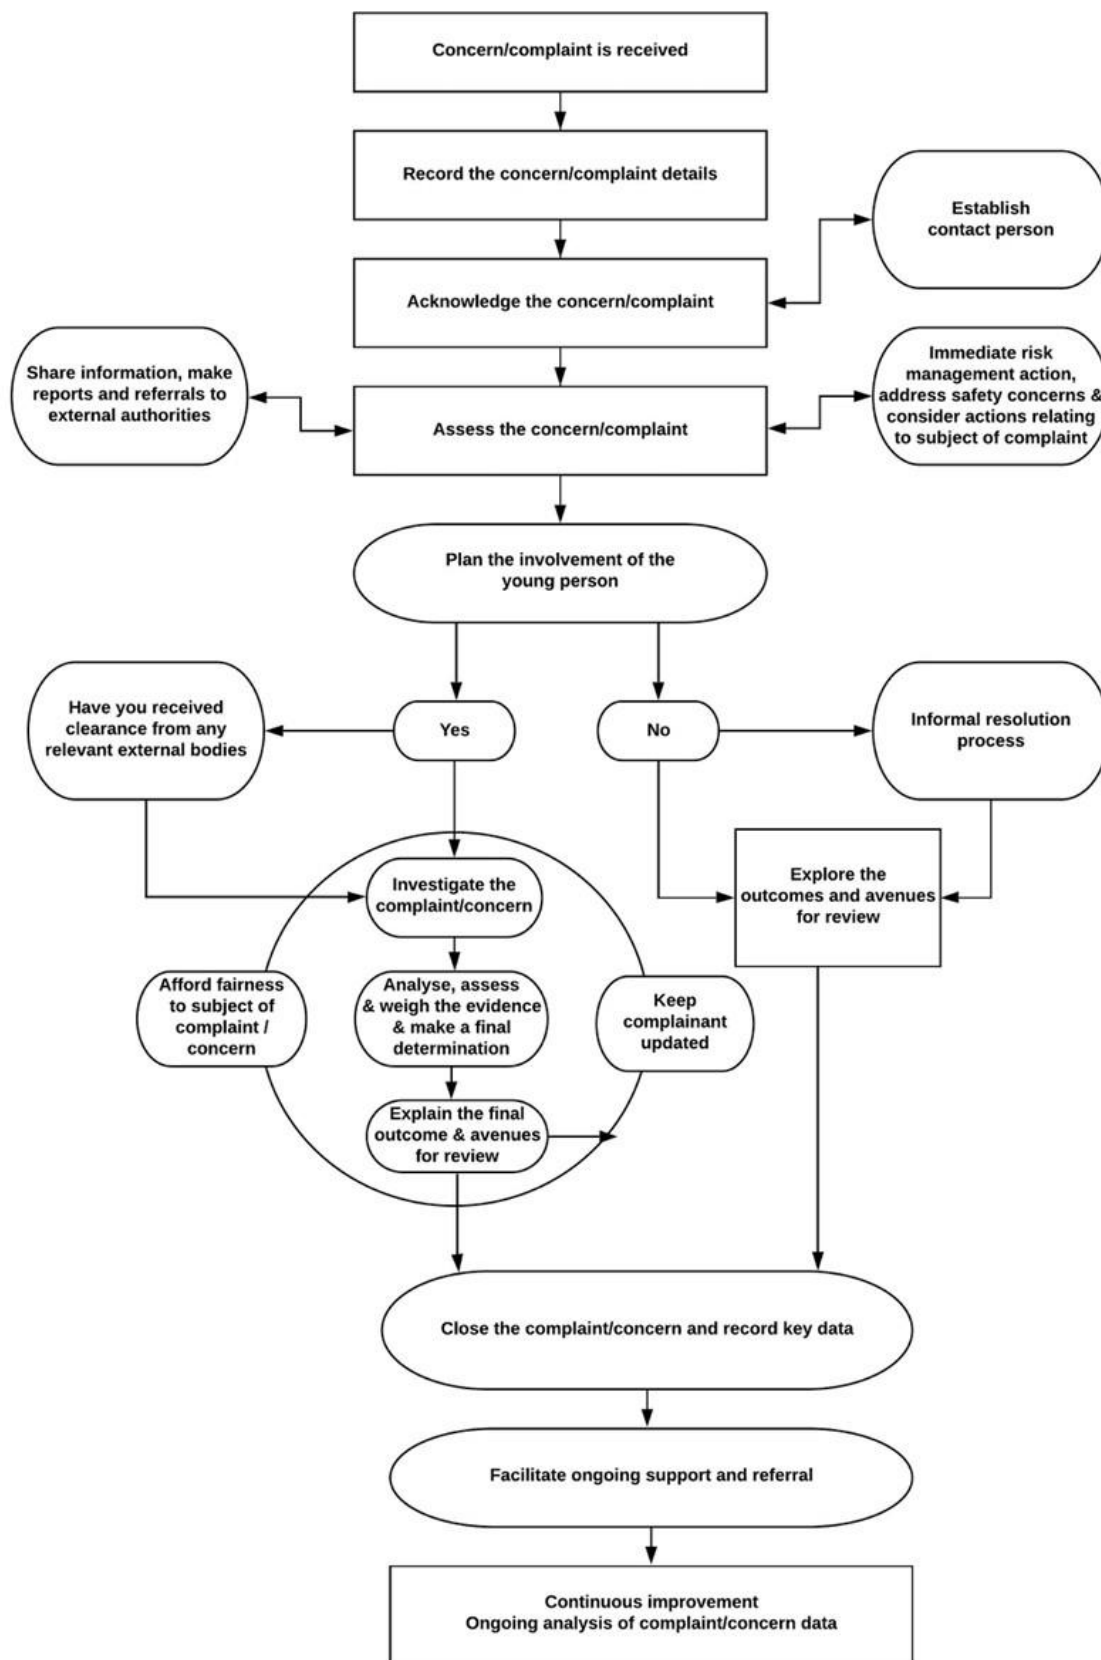 Concern/complaint is received
Record the concern/complaint details
Establish
contact person
Acknowledge the concern/complaint
Share information, make
reports and referrals to
external authorities
Assess the concern/complaint
Immediate risk
management action,
address safety concerns &
consider actions relating
to subject of complaint
Plan the involvement of the
young person
Have you received
clearance from any
relevant external bodies
Yes
No
Informal resolution
process
Investigate the
complaint/concern
Explore the
outcomes and avenues
for review
Afford fairness
to subject of
complaint /
concern
Analyse, assess
& weigh the evidence
& make a final
determination
Keep
complainant
updated
Explain the final
outcome & avenues
for review
Close the complaint/concern and record key data
Facilitate ongoing support and referral
Continuous improvement
Ongoing analysis of complaint/concern data